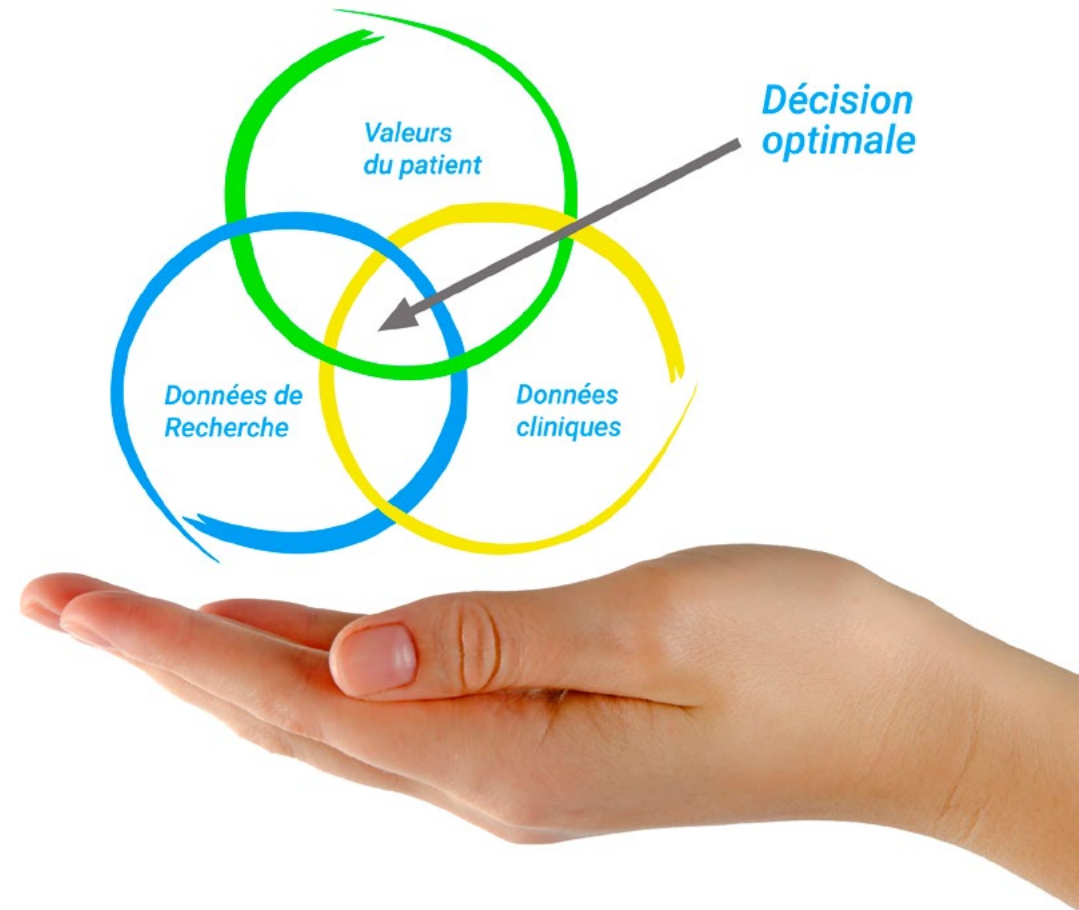 Valeurs
du patient
Décision
optimale
Données de
Recherche
Données
cliniques